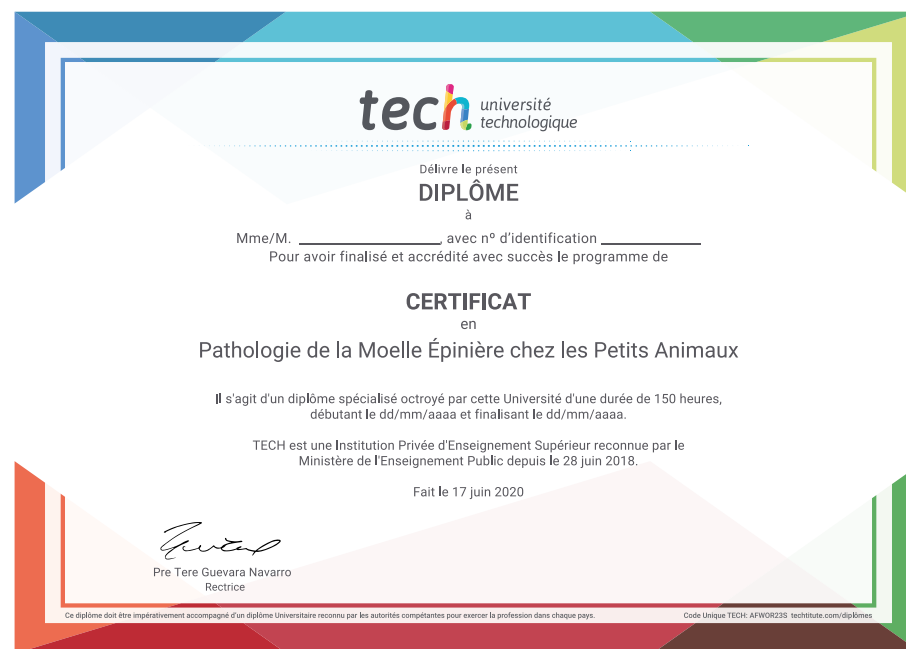 tech université
technologique
Délivre le présent
DIPLÔME
à
Mme/M. ____________________, avec nº d'identification ______________
Pour avoir finalisé et accrédité avec succès le programme de
CERTIFICAT
en
Pathologie de la Moelle Épinière chez les Petits Animaux
Il s'agit d'un diplôme spécialisé octroyé par cette Université d'une durée de 150 heures,
débutant le dd/mm/aaaa et finalisant le dd/mm/aaaa.
TECH est une Institution Privée d'Enseignement Supérieur reconnue par le
Ministère de l'Enseignement Public depuis le 28 juin 2018.
Fait le 17 juin 2020
Pre Tere Guevara Navarro
Rectrice
Ce diplôme doit être impérativement accompagné d'un diplôme Universitaire reconnu par les autorités compétentes pour exercer la profession dans chaque pays. Code Unique TECH: AFWOR23S techtitute.com/diplômes